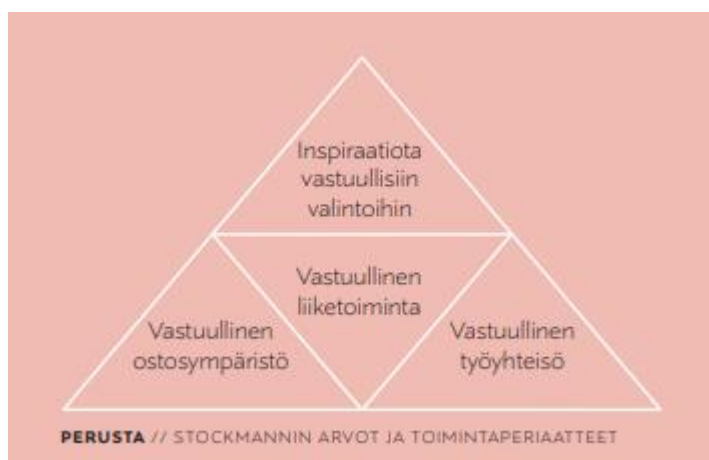 Inspiraatiota
vastuullisiin
valintoihin
Vastuullinen
liiketoiminta
Vastuullinen
ostosympäristö
Vastuullinen
työyhteisö
PERUSTA // STOCKMANNIN ARVOT JA TOIMINTAPERIAATTEET